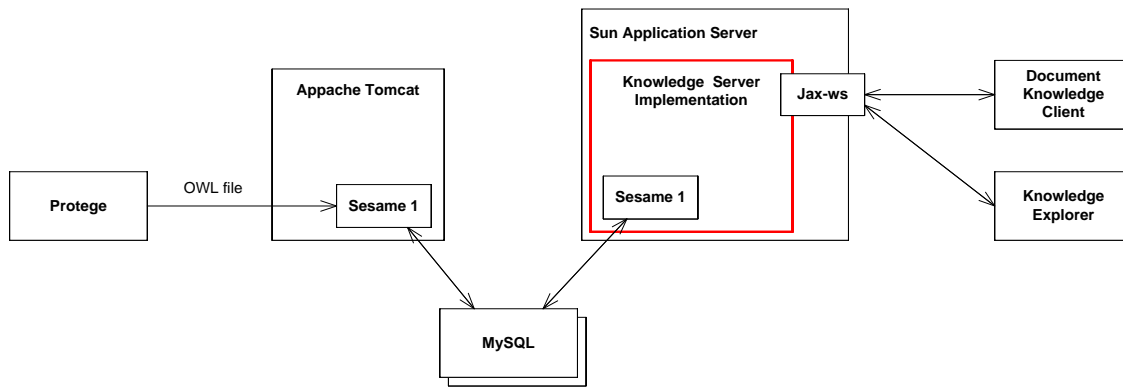 Sun Application Server
Appache Tomcat
Knowledge Server
Implementation
Jax-ws
Document
Knowledge
Client
OWL file
Protege
Sesame 1
Sesame 1
Knowledge
Explorer
MySQL